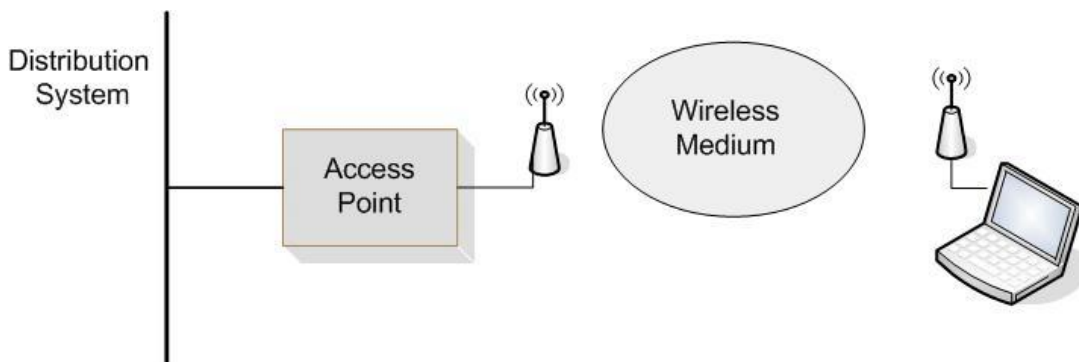 Distribution
System
Access
Point
Wireless
Medium